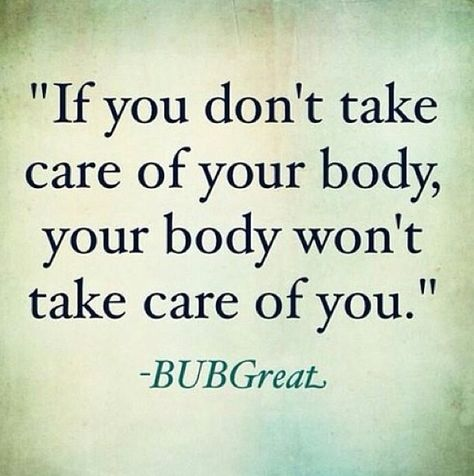 "If you don't take
care of your body,
your body won't
take care of you."
-BUBGreat